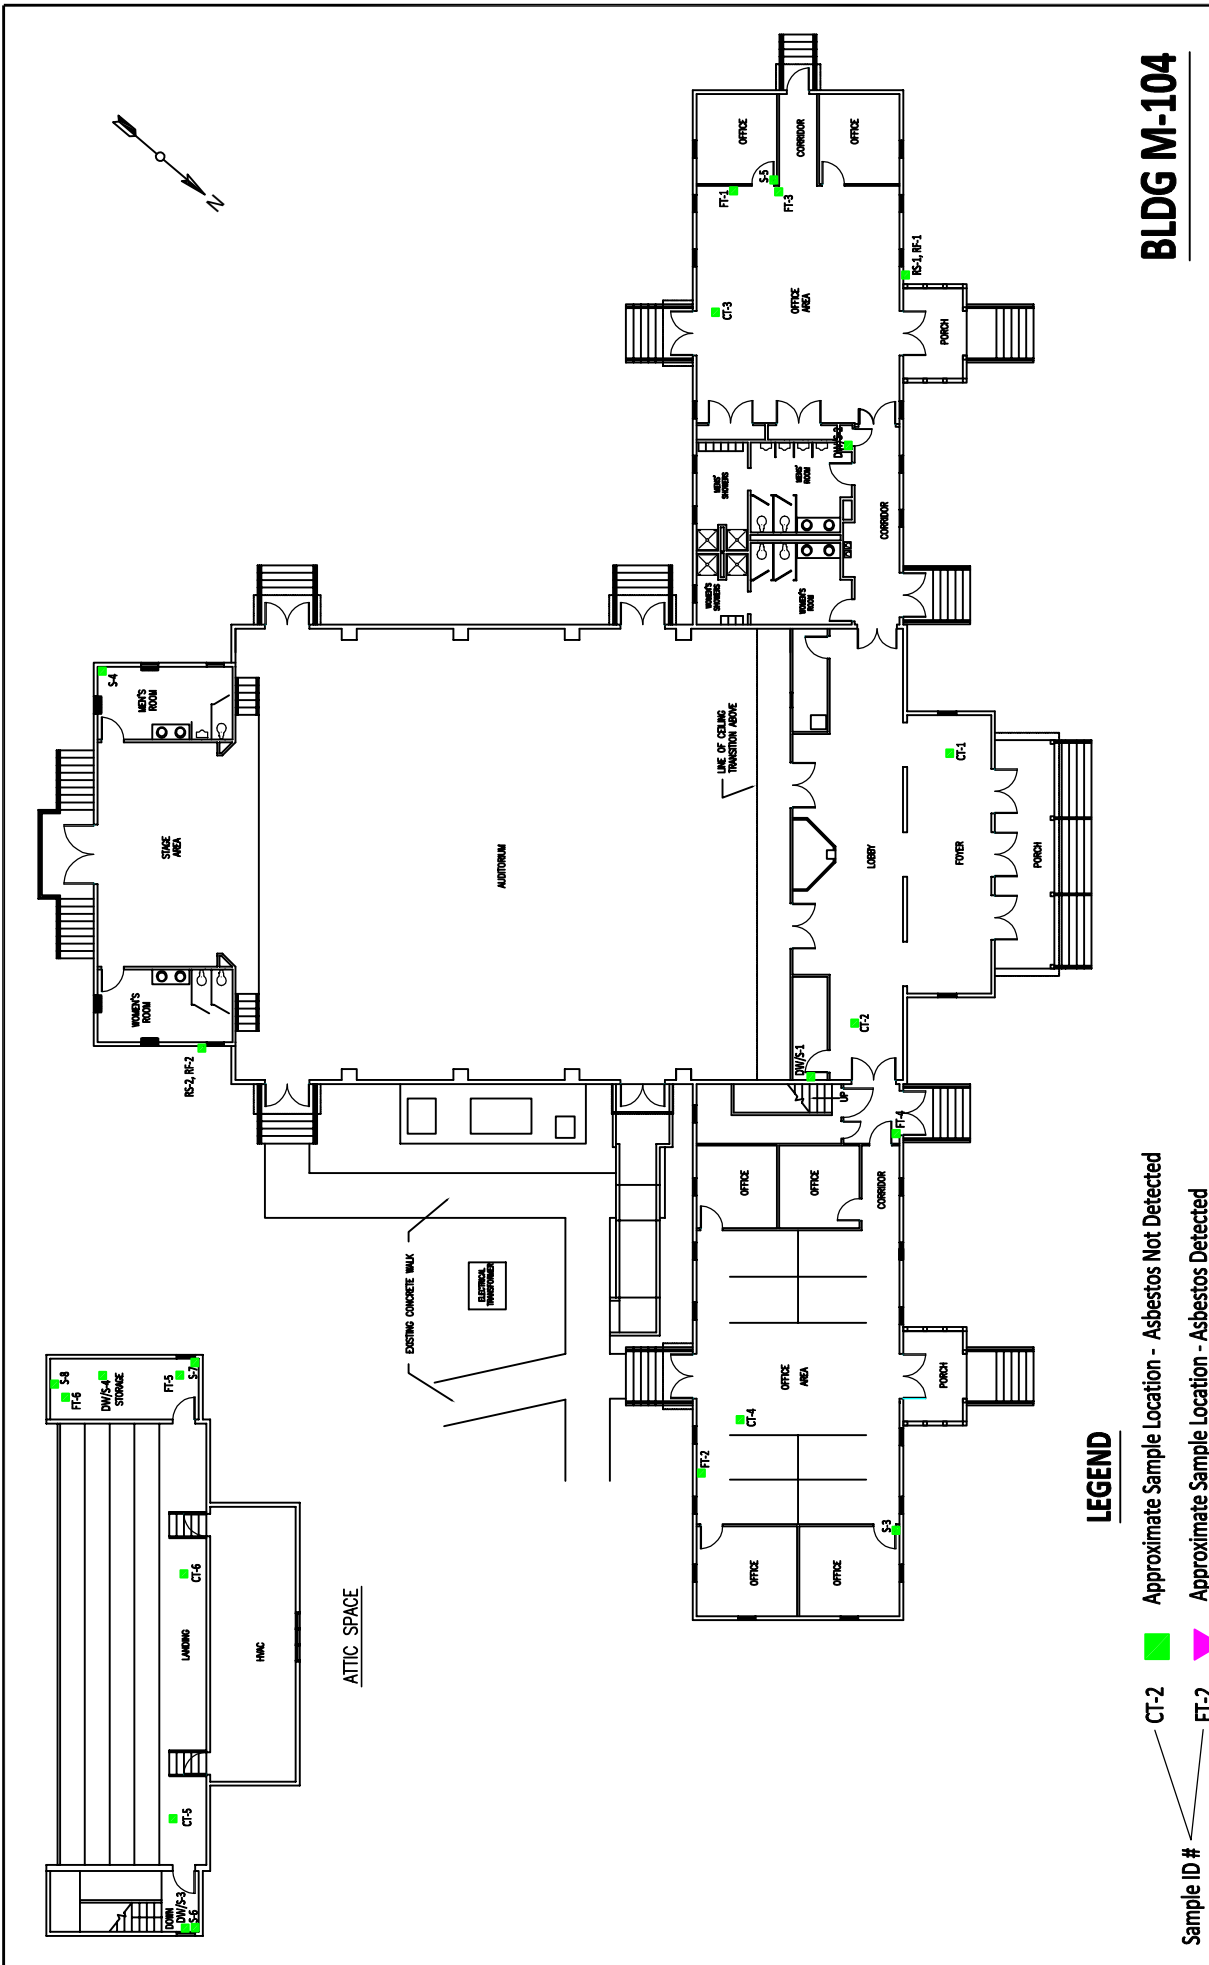 BLDG M-104
N
OFFICE
CORRIDOR
OFFICE
S-5
FT-1
FT-3
RS-1, RF-1
CT-3
OFFICE
AREA
PORCH
DW/S-2
MENS'
SHOWERS
MENS'
ROOM
CORRIDOR
WOMEN'S
SHOWERS
WOMEN'S
ROOM
S-4
MEN'S
ROOM
LINE OF CEILING
TRANSITION ABOVE
CT-1
STAGE
AREA
AUDITORIUM
LOBBY
FOYER
PORCH
WOMEN'S
ROOM
CT-2
RS-2, RF-2
DW/S-1
UP
FT-4
OFFICE
OFFICE
CORRIDOR
EXISTING CONCRETE WALK
ELECTRICAL
TRANSFORMER
OFFICE
AREA
PORCH
CT-4
FT-2
S-3
OFFICE
OFFICE
S-8
FT-6
DW/S-4
STORAGE
FT-5
S-7
CT-6
LANDING
HVAC
ATTIC SPACE
CT-5
DOWN
DW/S-3
S-6
LEGEND
CT-2 Approximate Sample Location - Asbestos Not Detected
FT-2 Approximate Sample Location - Asbestos Detected
Sample ID #